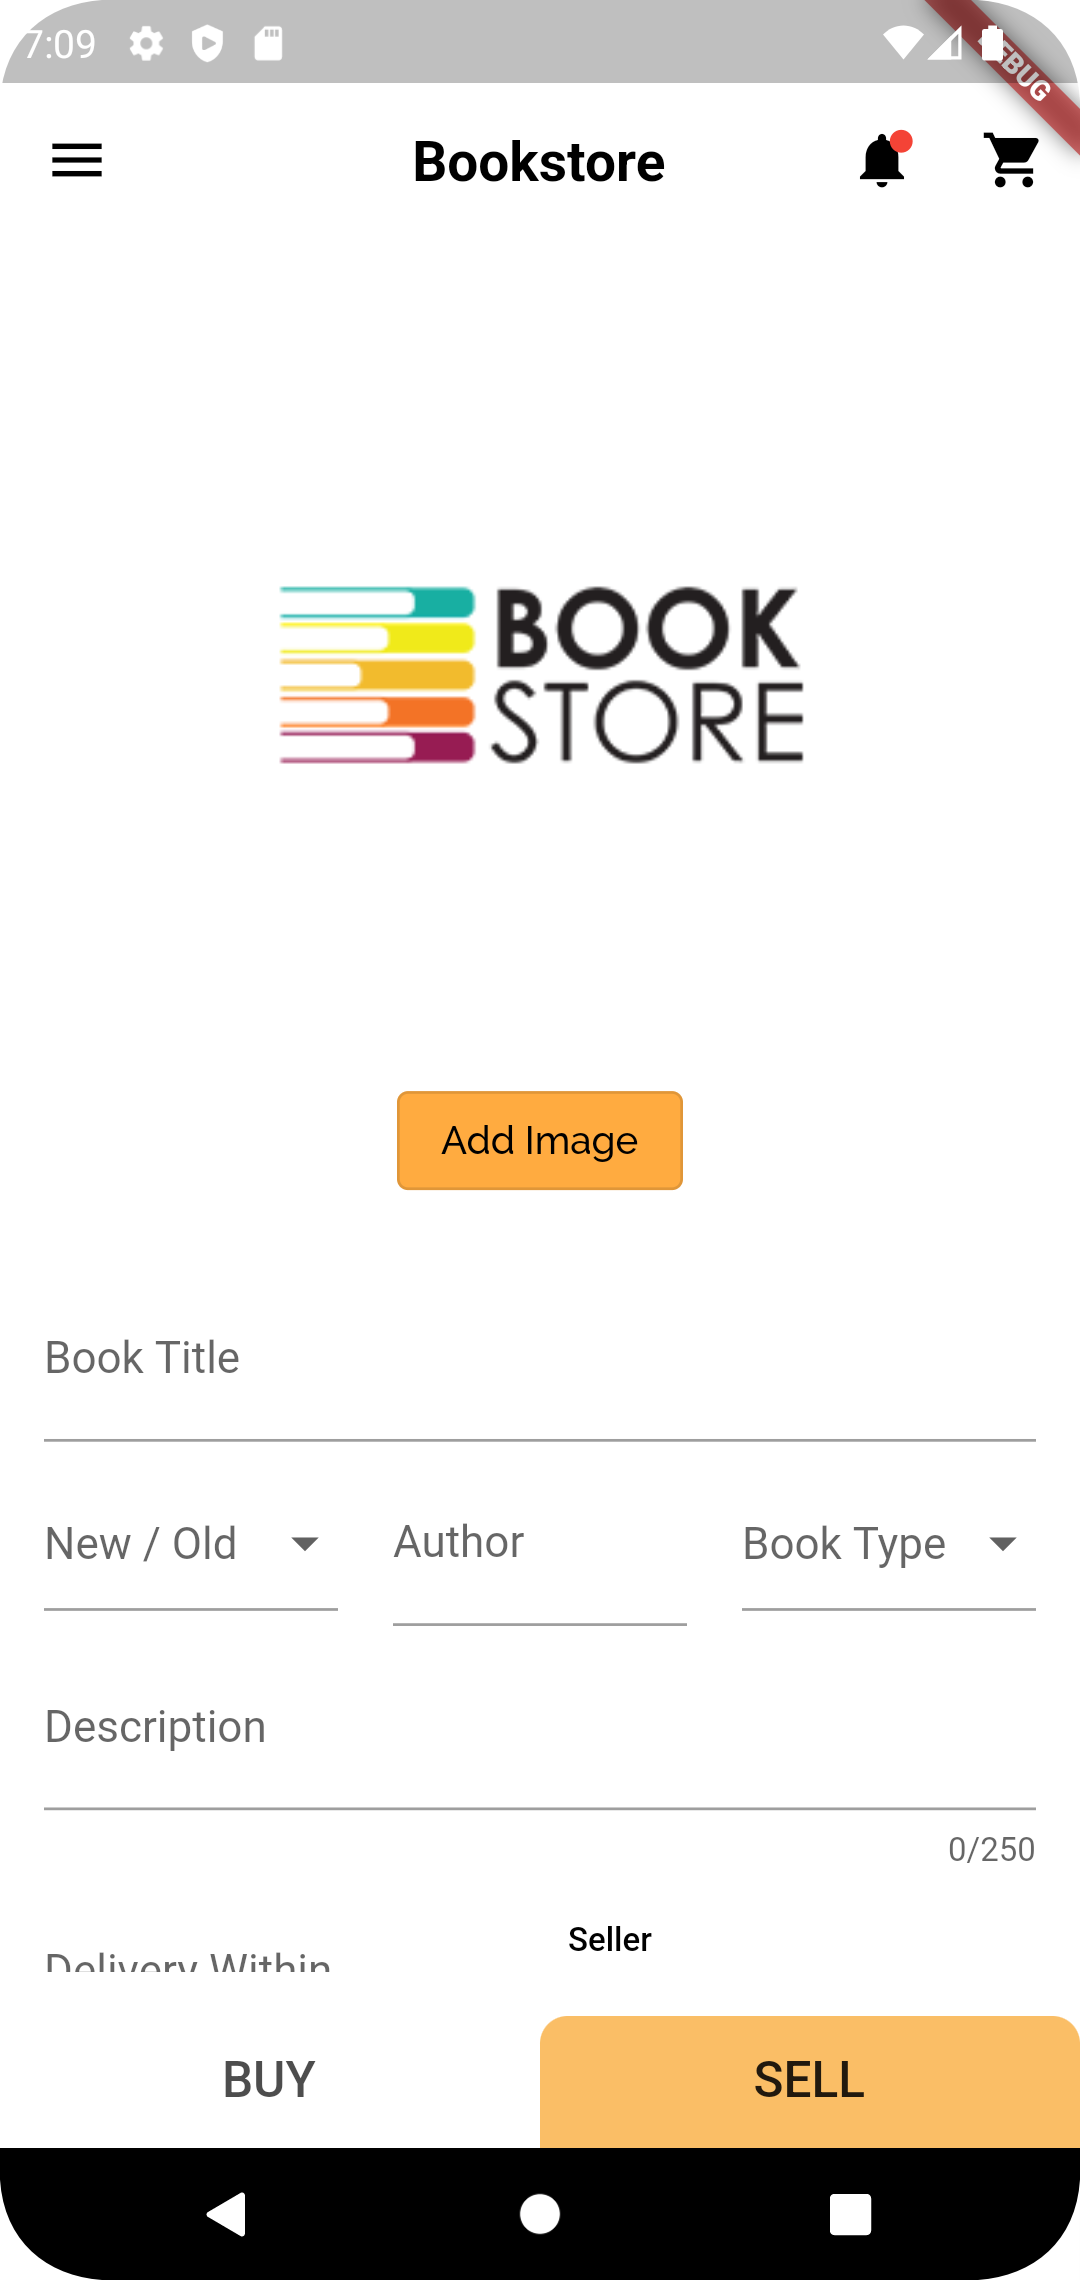 7:09
DEBUG
Bookstore
BOOK
STORE
Add Image
Book Title
New / Old
Author
Book Type
Description
0/250
Seller
Delivery Within
BUY
SELL